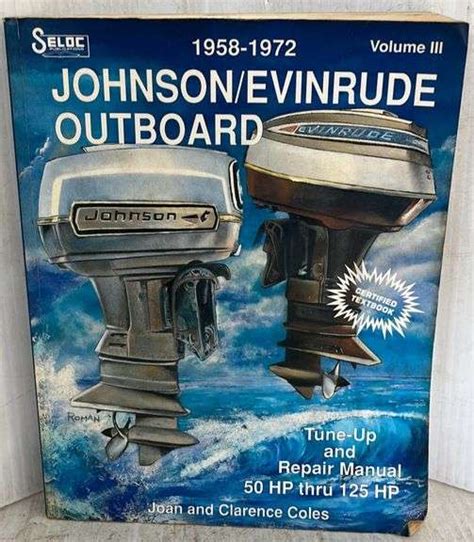 SELOC
PUBLICATIONS
1958-1972
Volume III
JOHNSON/EVINRUDE
OUTBOARD
EVINRUDE
Johnson
CERTIFIED
TEXTBOOK
ROMAN
Tune-Up
and
Repair Manual
50 HP thru 125 HP
Joan and Clarence Coles